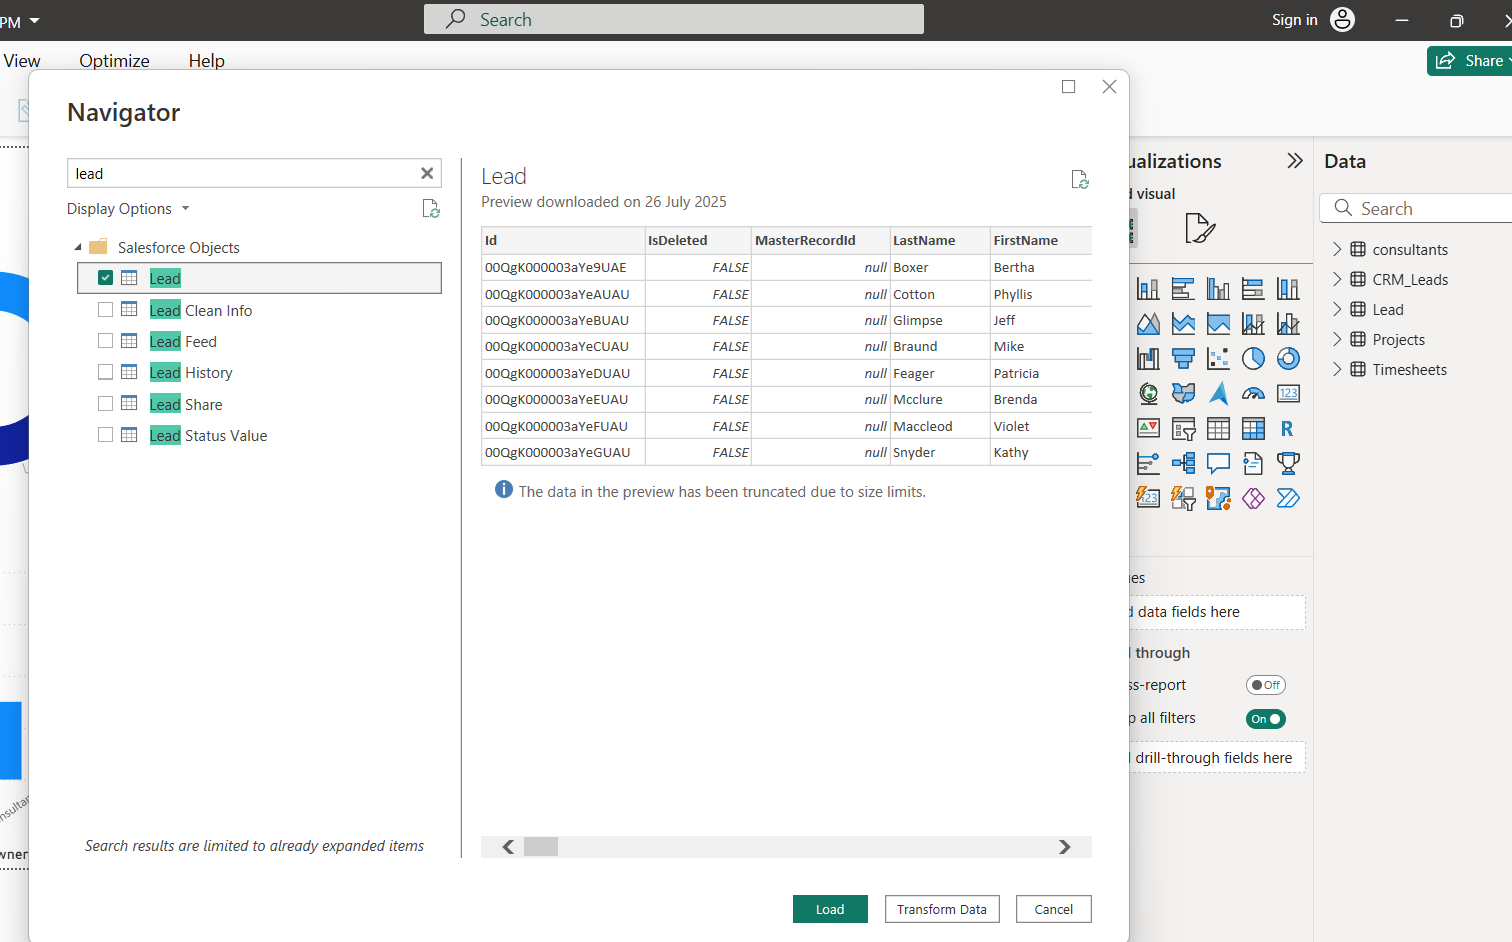 PM
Search
Sign in
View
Optimize
Help
Share
Navigator
lead
Display Options
Salesforce Objects
Lead
Lead Clean Info
Lead Feed
Lead History
Lead Share
Lead Status Value
Search results are limited to already expanded items
Lead
Preview downloaded on 26 July 2025
Id IsDeleted MasterRecordId LastName FirstName
00QgK000003aYe9UAE FALSE null Boxer Bertha
00QgK000003aYeAUAU FALSE null Cotton Phyllis
00QgK000003aYeBUAU FALSE null Glimpse Jeff
00QgK000003aYeCUAU FALSE null Braund Mike
00QgK000003aYeDUAU FALSE null Feager Patricia
00QgK000003aYeEUAU FALSE null Mcclure Brenda
00QgK000003aYeFUAU FALSE null Maccleod Violet
00QgK000003aYeGUAU FALSE null Snyder Kathy
The data in the preview has been truncated due to size limits.
Load
Transform Data
Cancel
ualizations
d visual
123
R
123
ues
d data fields here
l through
ss-report
Off
p all filters
On
drill-through fields here
Data
Search
consultants
CRM_Leads
Lead
Projects
Timesheets
nsultan
wner